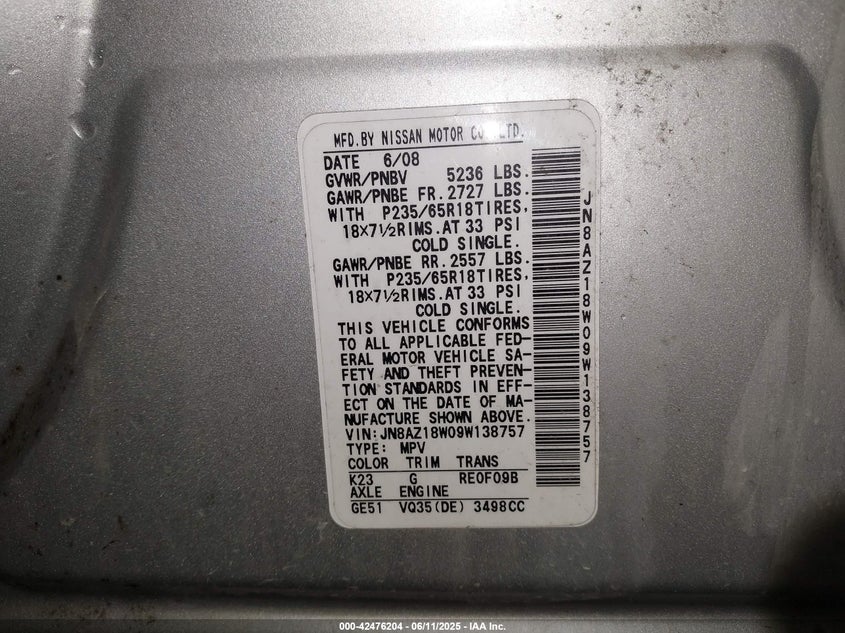 MFD.BY NISSAN MOTOR CO.,LTD.
DATE 6/08
GVWR/PNBV 5236 LBS.
GAWR/PNBE FR.2727 LBS.
WITH P235/65R18TIRES,
18×7½RIMS.AT 33 PSI
COLD SINGLE.
GAWR/PNBE RR.2557 LBS.
WITH P235/65R18TIRES,
18×7½RIMS.AT 33 PSI
COLD SINGLE.
THIS VEHICLE CONFORMS
TO ALL APPLICABLE FED-
ERAL MOTOR VEHICLE SA-
FETY AND THEFT PREVEN-
TION STANDARDS IN EFF-
ECT ON THE DATE OF MA-
NUFACTURE SHOWN ABOVE.
VIN:JN8AZ18W09W138757
TYPE: MPV
COLOR TRIM TRANS
K23 G RE0F09B
AXLE ENGINE
GE51 VQ35(DE) 3498CC
JN8AZ18W09W138757
000-42476204 - 06/11/2025 - IAA Inc.